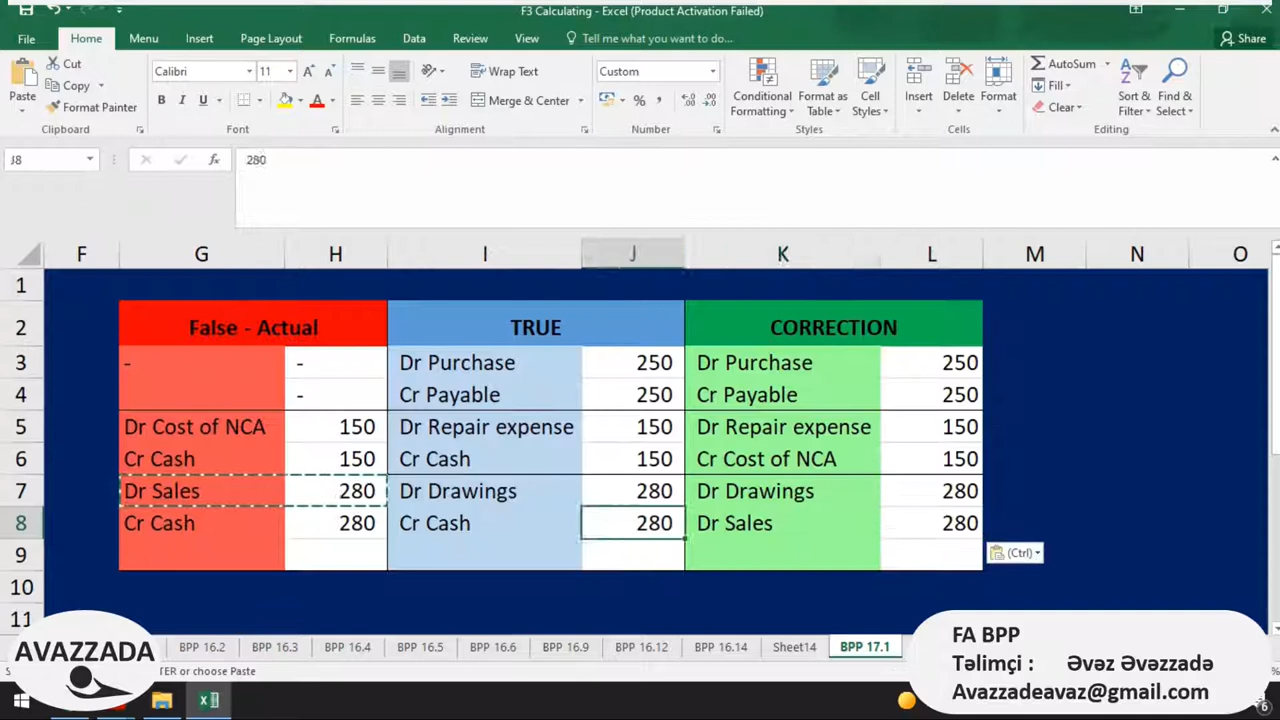 F3 Calculating - Excel (Product Activation Failed)
File Home Menu Insert Page Layout Formulas Data Review View Tell me what you want to do... Share
Paste
Cut
Copy
Format Painter
Clipboard
Calibri 11
B I U
Font
Wrap Text
Merge & Center
Alignment
Custom
%
Number
Conditional Formatting
Format as Table
Cell Styles
Styles
Insert Delete Format
Cells
AutoSum
Fill
Clear
Sort & Filter
Find & Select
Editing
J8 fx 280
F G H I J K L M N O
1
2 False - Actual TRUE CORRECTION
3 - - Dr Purchase 250 Dr Purchase 250
4 - Cr Payable 250 Cr Payable 250
5 Dr Cost of NCA 150 Dr Repair expense 150 Dr Repair expense 150
6 Cr Cash 150 Cr Cash 150 Cr Cost of NCA 150
7 Dr Sales 280 Dr Drawings 280 Dr Drawings 280
8 Cr Cash 280 Cr Cash 280 Dr Sales 280
9 (Ctrl)
10
11
BPP 16.2 BPP 16.3 BPP 16.4 BPP 16.5 BPP 16.6 BPP 16.9 BPP 16.12 BPP 16.14 Sheet14 BPP 17.1
TER or choose Paste
AVAZZADA
FA BPP
Təlimçi : Əvəz Əvəzzadə
Avazzadeavaz@gmail.com